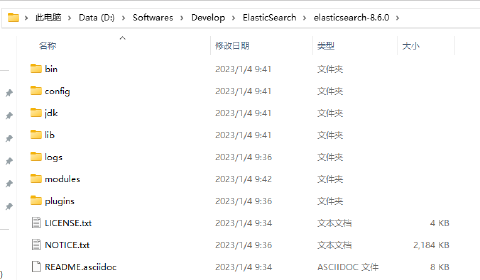 此电脑 > Data (D:) > Softwares > Develop > ElasticSearch > elasticsearch-8.6.0 >
名称 修改日期 类型 大小
bin 2023/1/4 9:41 文件夹
config 2023/1/4 9:41 文件夹
jdk 2023/1/4 9:41 文件夹
lib 2023/1/4 9:41 文件夹
logs 2023/1/4 9:36 文件夹
modules 2023/1/4 9:42 文件夹
plugins 2023/1/4 9:36 文件夹
LICENSE.txt 2023/1/4 9:34 文本文档 4 KB
NOTICE.txt 2023/1/4 9:36 文本文档 2,184 KB
README.asciidoc 2023/1/4 9:34 ASCIIDOC 文件 8 KB